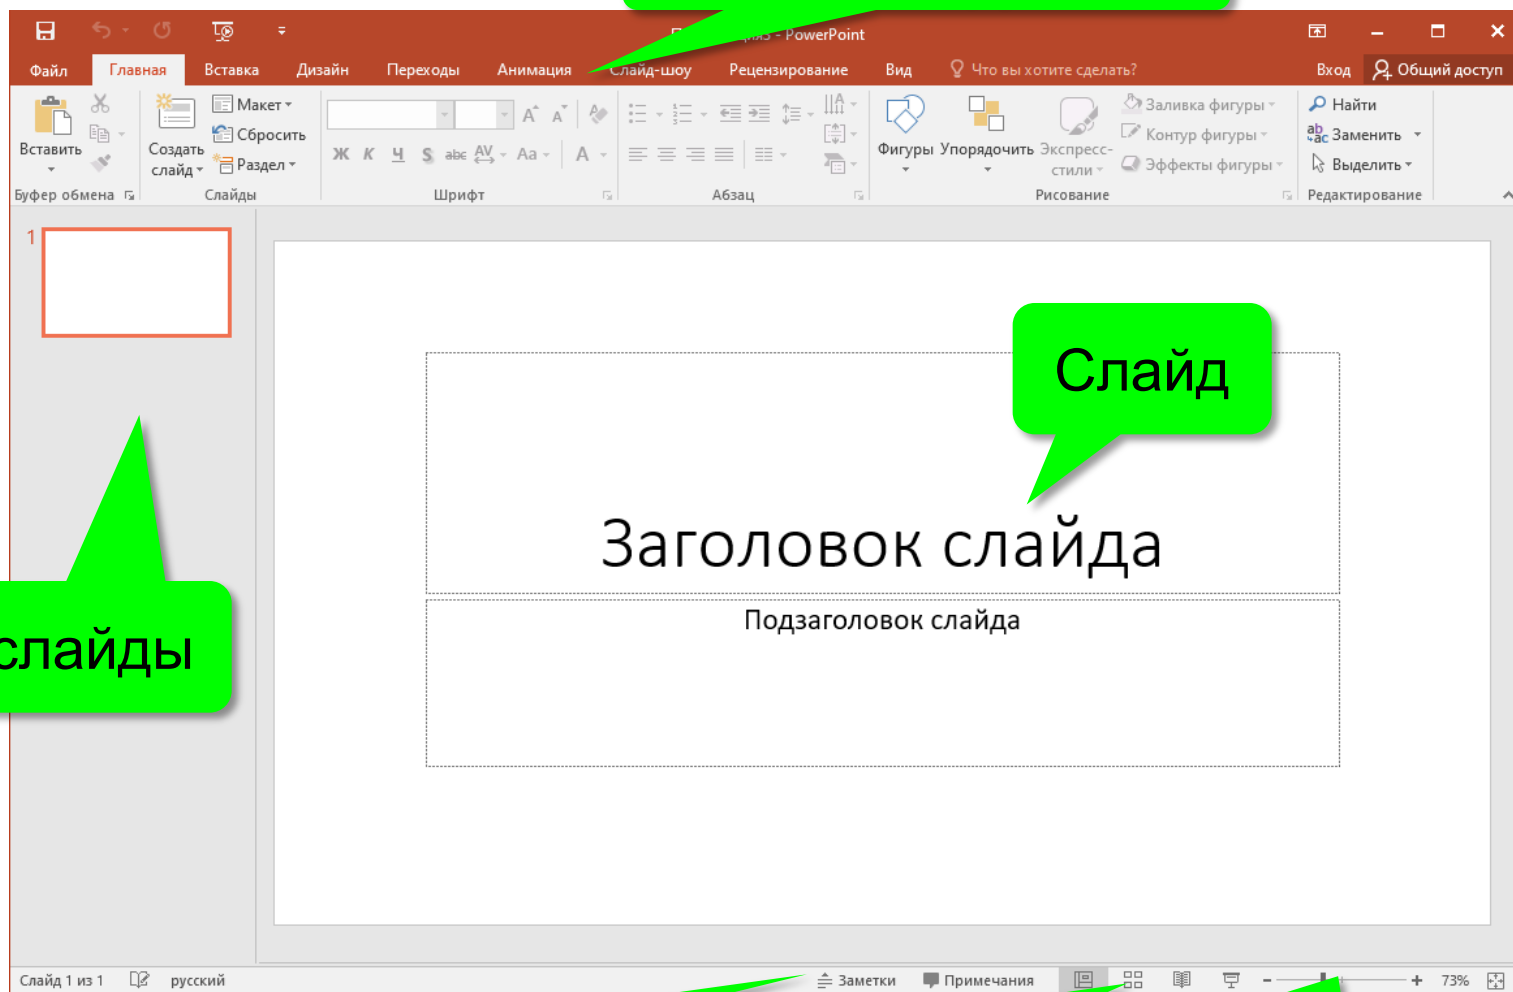 PowerPoint
Файл Главная Вставка Дизайн Переходы Анимация Слайд-шоу Рецензирование Вид Что вы хотите сделать? Вход Общий доступ
Вставить
Создать слайд
Макет
Сбросить
Раздел
Ж К Ч S abc AV Aa A
Фигуры Упорядочить Экспресс-стили
Заливка фигуры
Контур фигуры
Эффекты фигуры
Найти
Заменить
Выделить
Буфер обмена Слайды Шрифт Абзац Рисование Редактирование
1
Слайд
Заголовок слайда
Подзаголовок слайда
слайды
Слайд 1 из 1 русский Заметки Примечания 73%